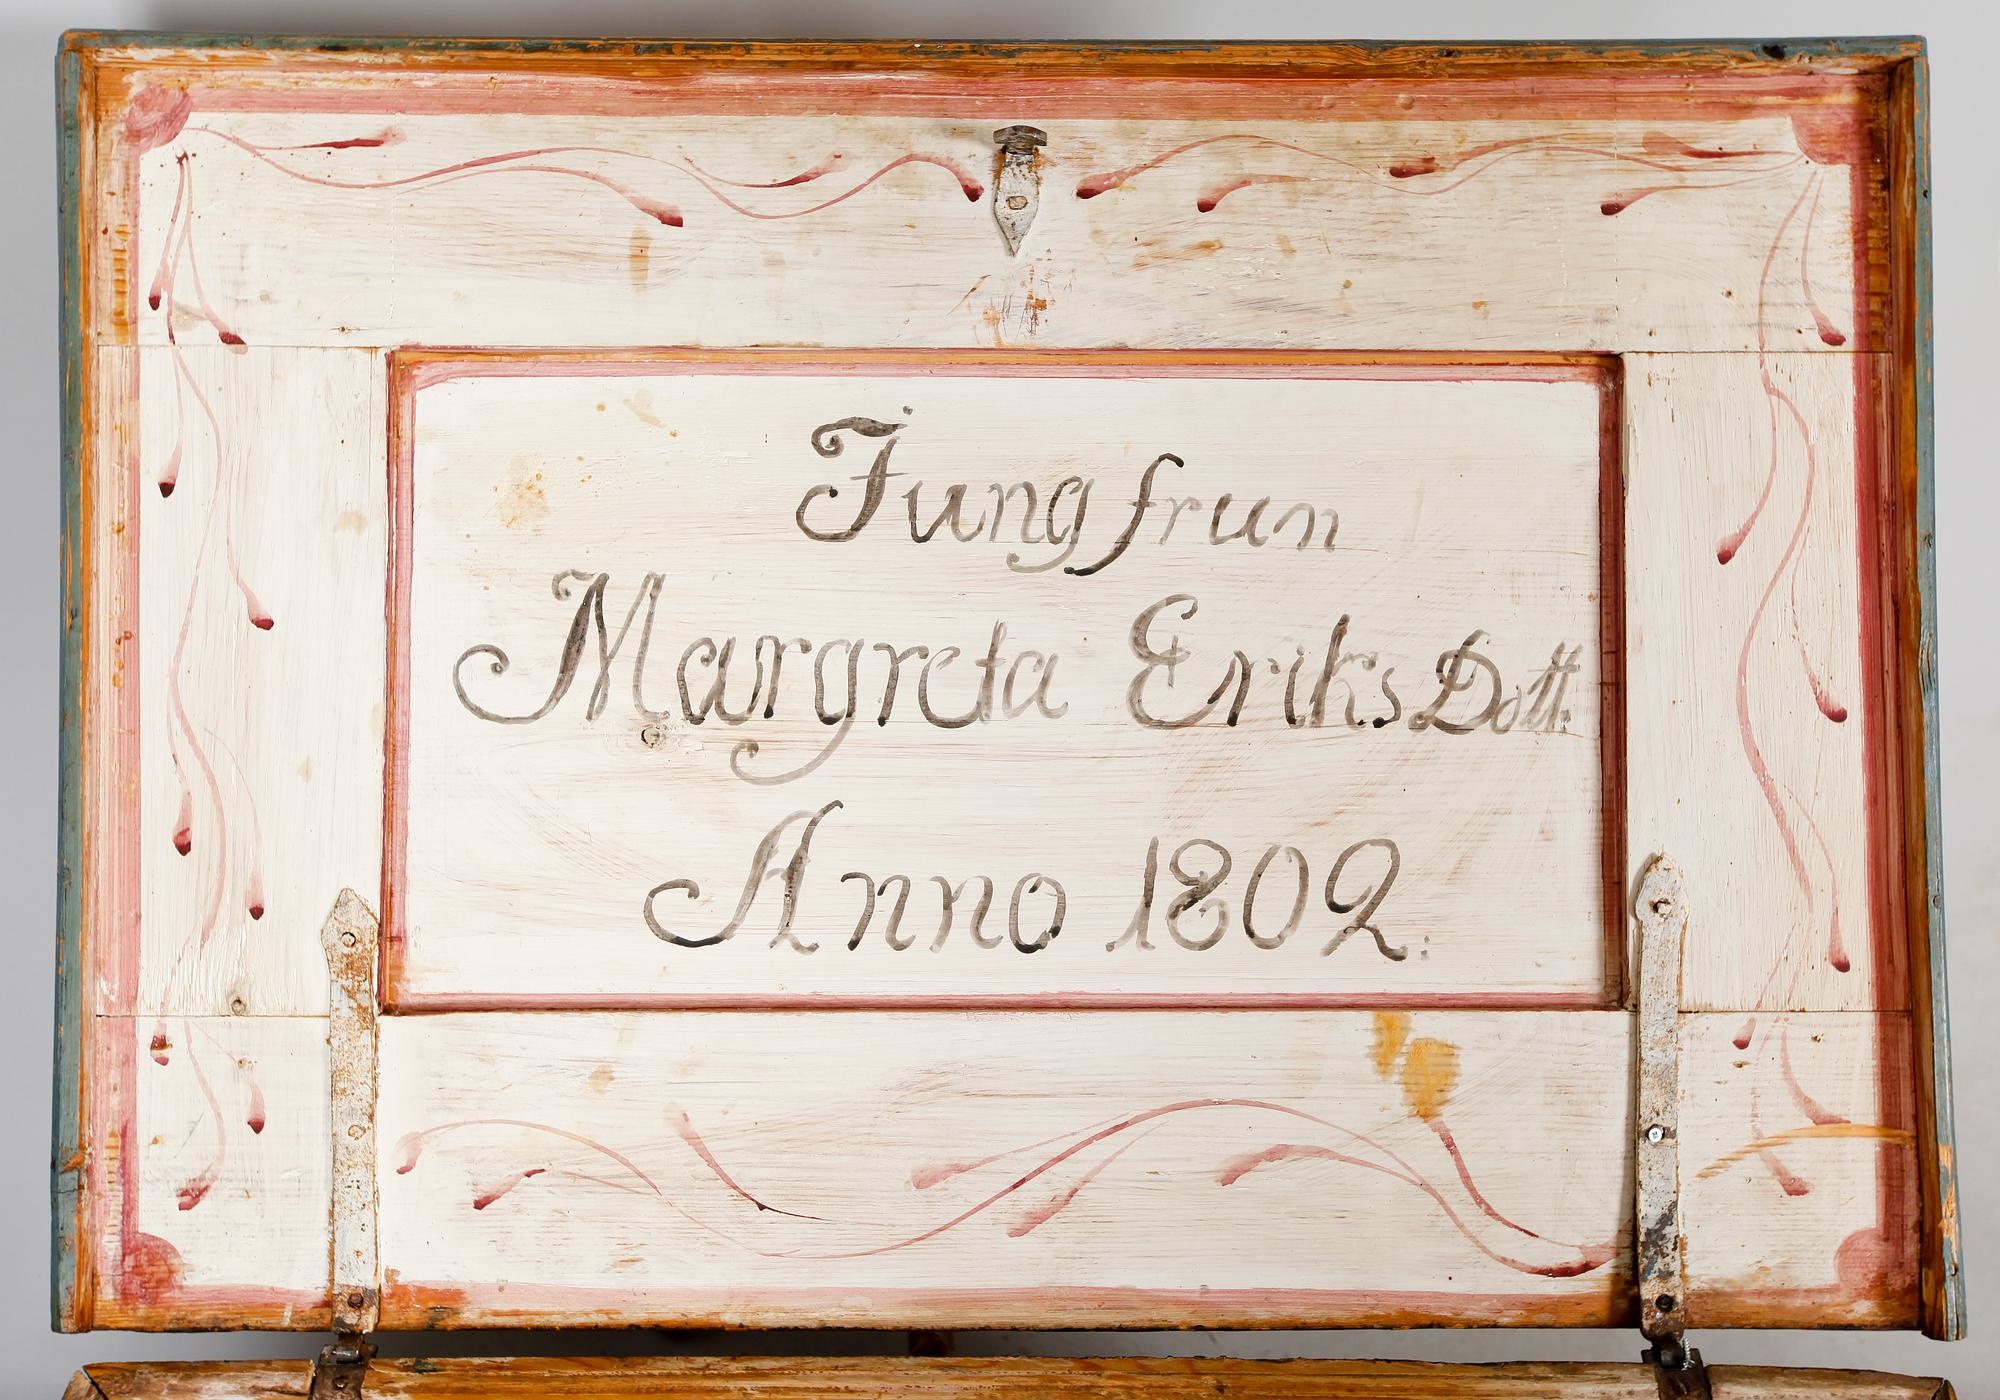 Jungfrun
Margreta Eriks Dott.
Anno 1802.